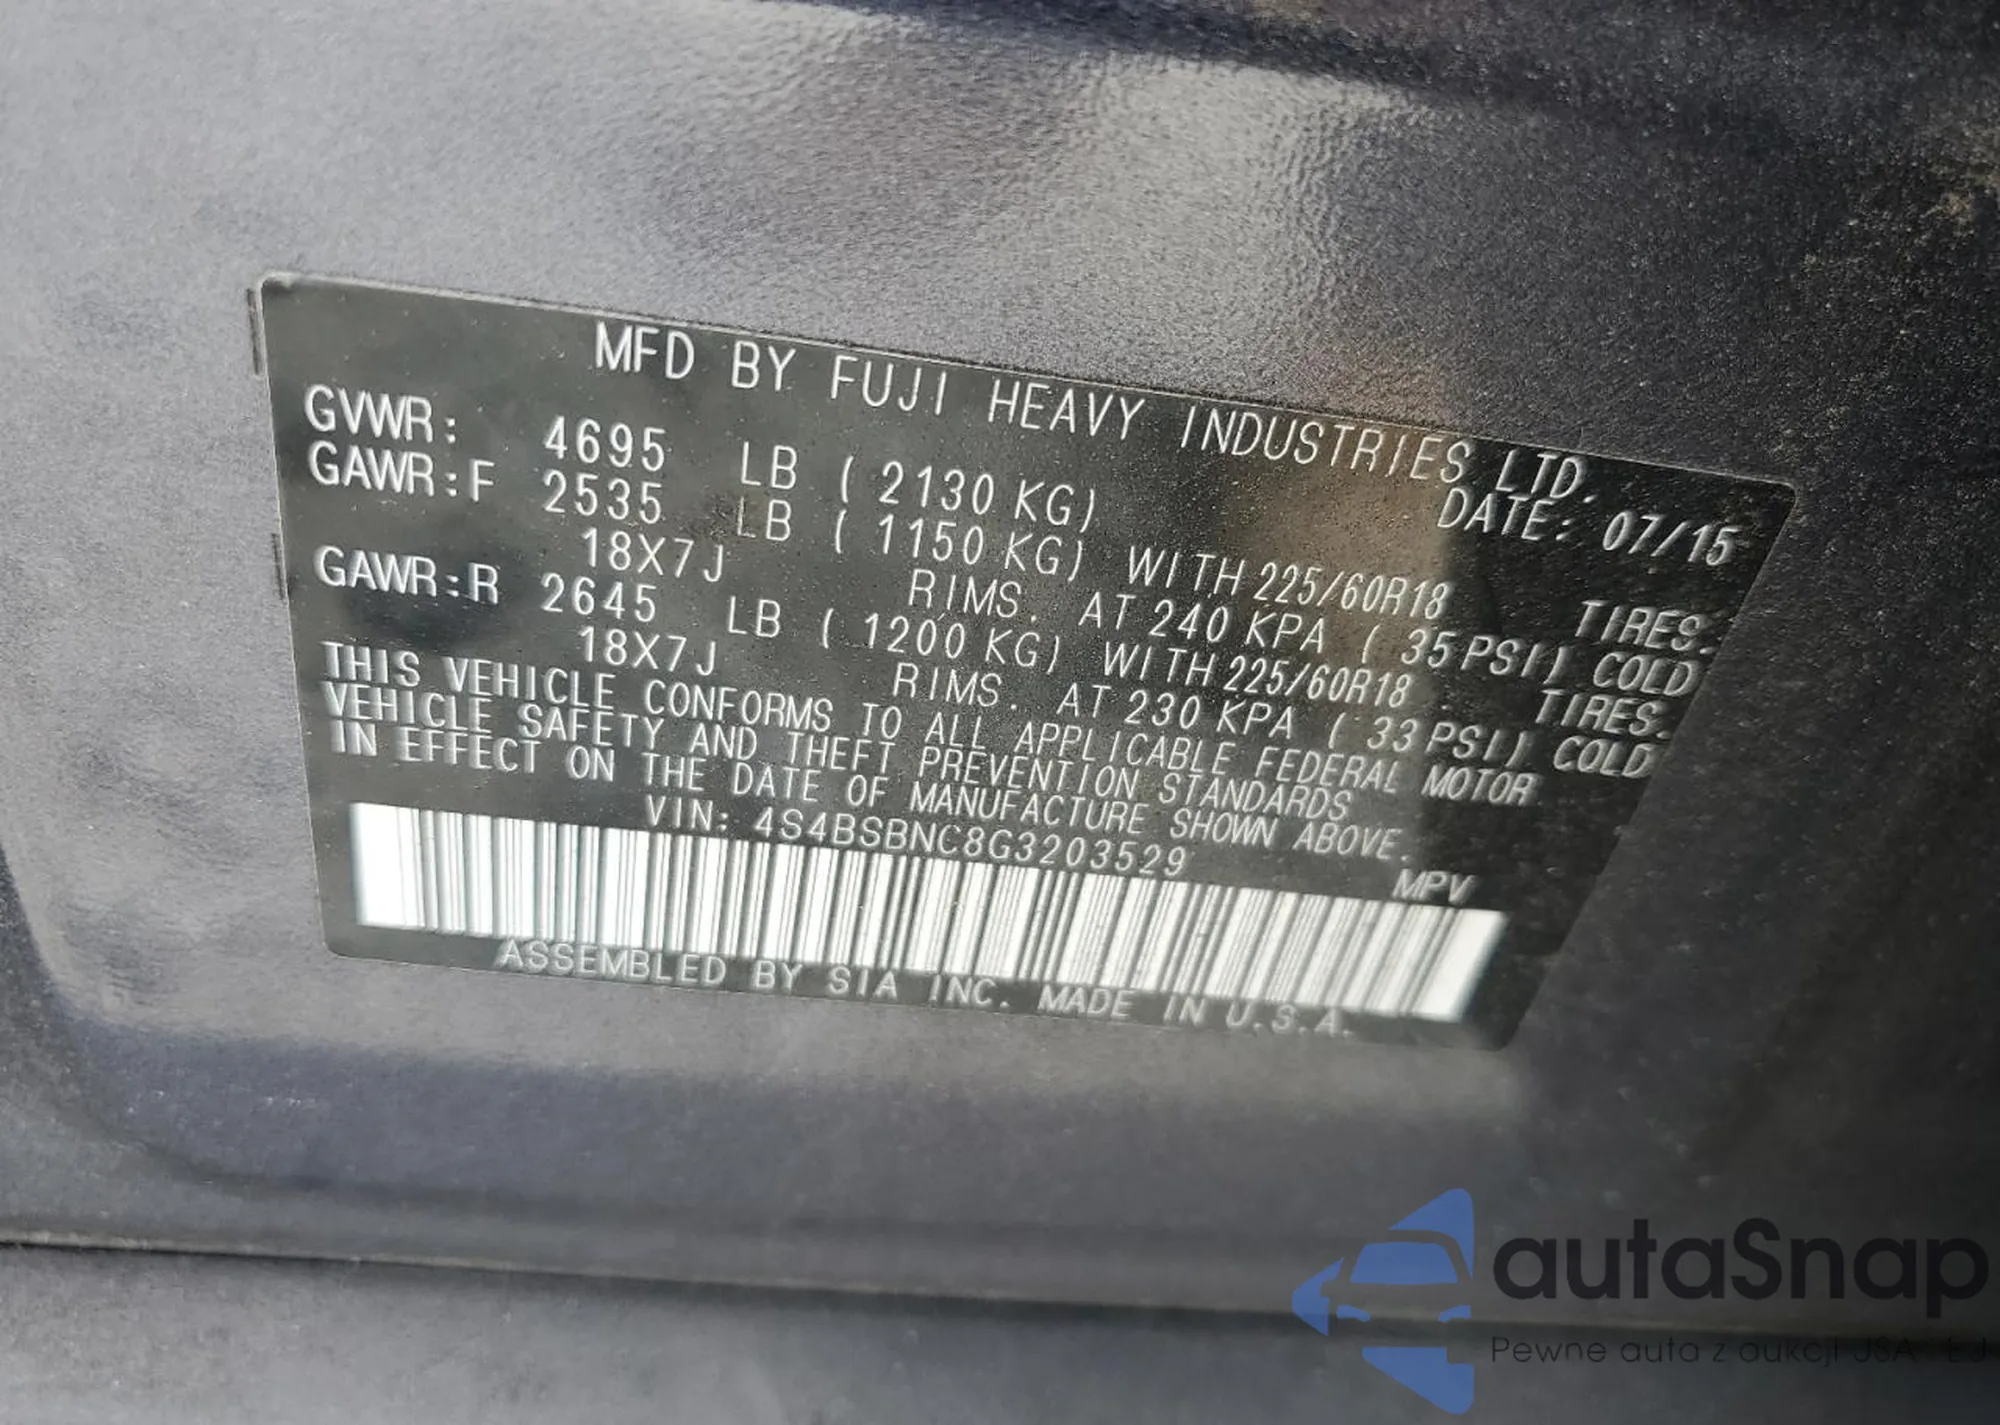 MFD BY FUJI HEAVY INDUSTRIES LTD.
DATE: 07/15
GVWR: 4695 LB ( 2130 KG)
GAWR:F 2535 LB ( 1150 KG) WITH 225/60R18 TIRES.
18X7J RIMS. AT 240 KPA ( 35 PSI) COLD
GAWR:R 2645 LB ( 1200 KG) WITH 225/60R18 TIRES.
18X7J RIMS. AT 230 KPA ( 33 PSI) COLD
THIS VEHICLE CONFORMS TO ALL APPLICABLE FEDERAL MOTOR
VEHICLE SAFETY AND THEFT PREVENTION STANDARDS
IN EFFECT ON THE DATE OF MANUFACTURE SHOWN ABOVE.
VIN: 4S4BSBNC8G3203529 MPV
ASSEMBLED BY SIA INC. MADE IN U.S.A.
autaSnap
Pewne auta z aukcji